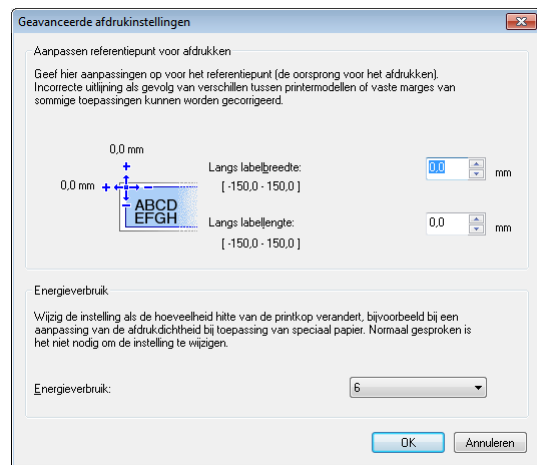 Geavanceerde afdrukinstellingen
Aanpassen referentiepunt voor afdrukken
Geef hier aanpassingen op voor het referentiepunt (de oorsprong voor het afdrukken).
Incorrecte uitlijning als gevolg van verschillen tussen printermodellen of vaste marges van
sommige toepassingen kunnen worden gecorrigeerd.
0,0 mm
0,0 mm
ABCD
EFGH
Langs labelbreedte:
0,0 mm
[ -150,0 - 150,0 ]
Langs labellengte:
0,0 mm
[ -150,0 - 150,0 ]
Energieverbruik
Wijzig de instelling als de hoeveelheid hitte van de printkop verandert, bijvoorbeeld bij een
aanpassing van de afdrukdichtheid bij toepassing van speciaal papier. Normaal gesproken is
het niet nodig om de instelling te wijzigen.
Energieverbruik:
6
OK
Annuleren